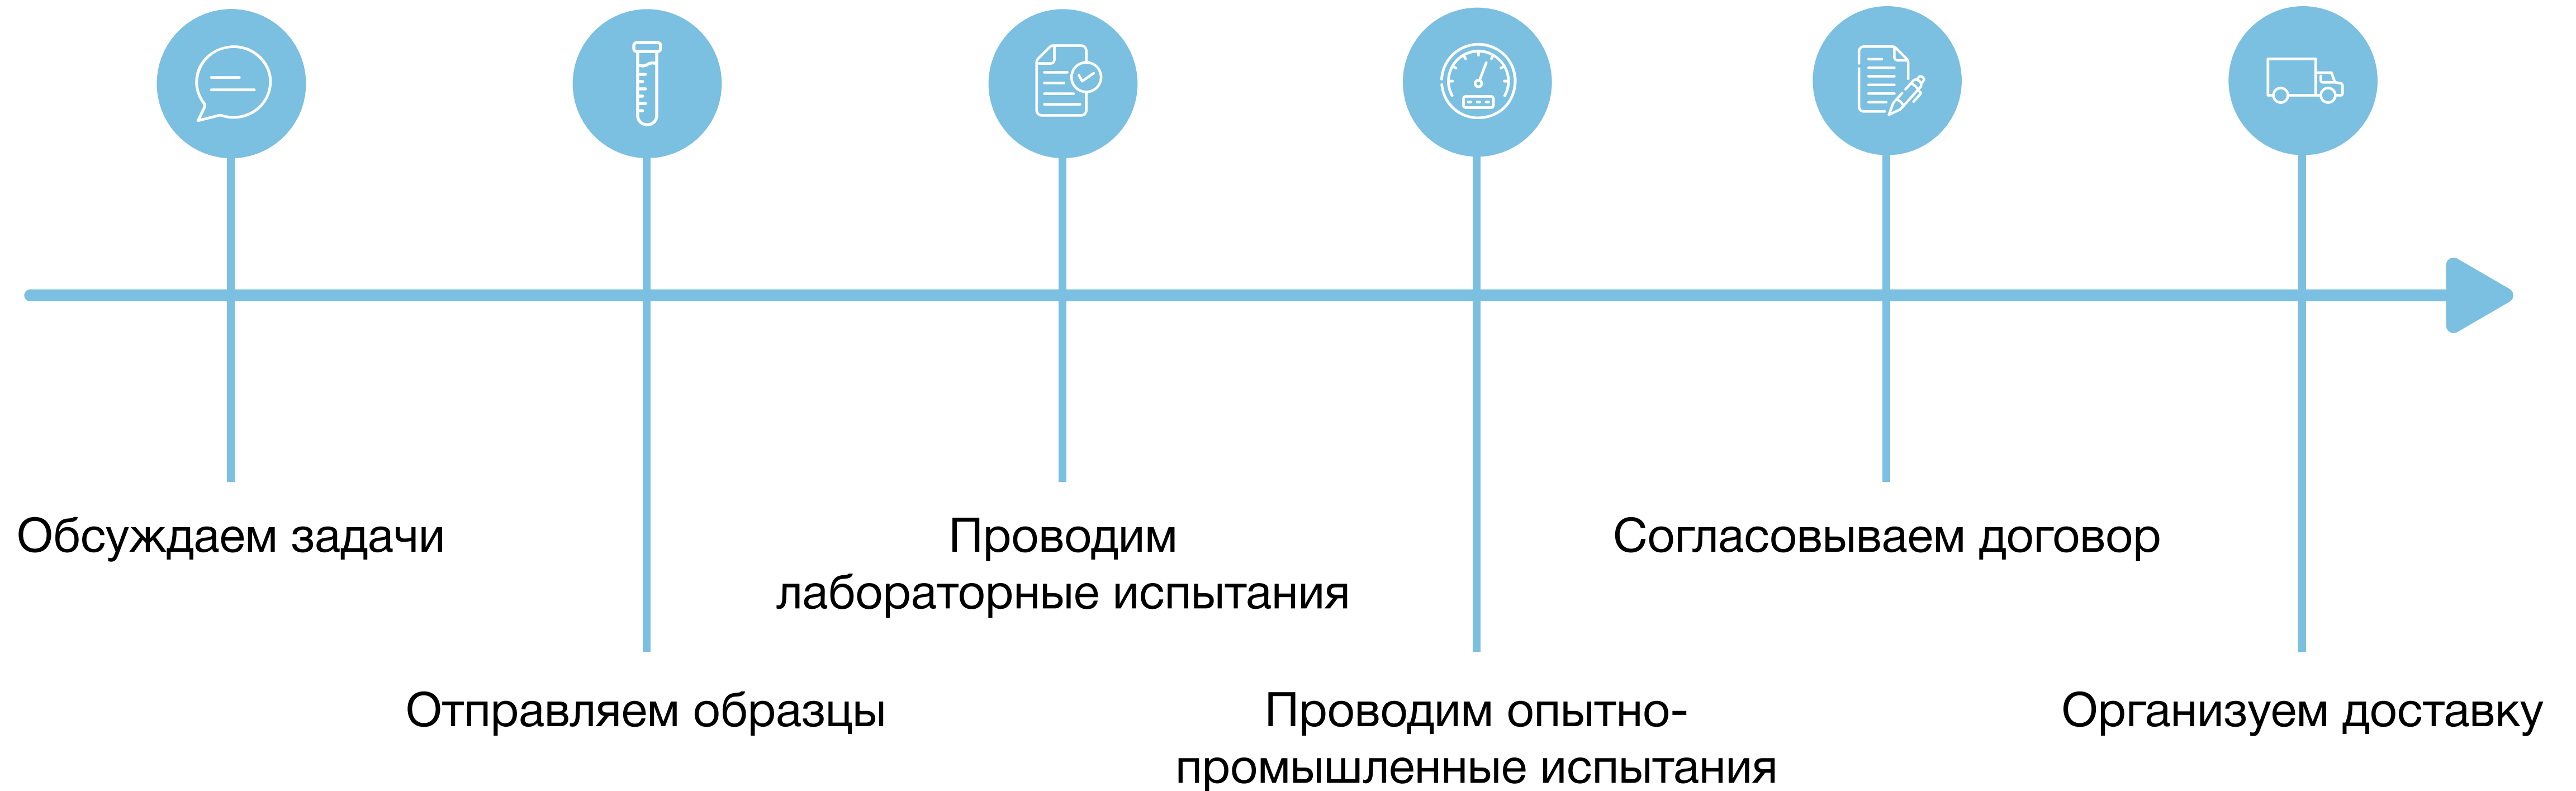 Обсуждаем задачи
Отправляем образцы
Проводим
лабораторные испытания
Проводим опытно-
промышленные испытания
Согласовываем договор
Организуем доставку